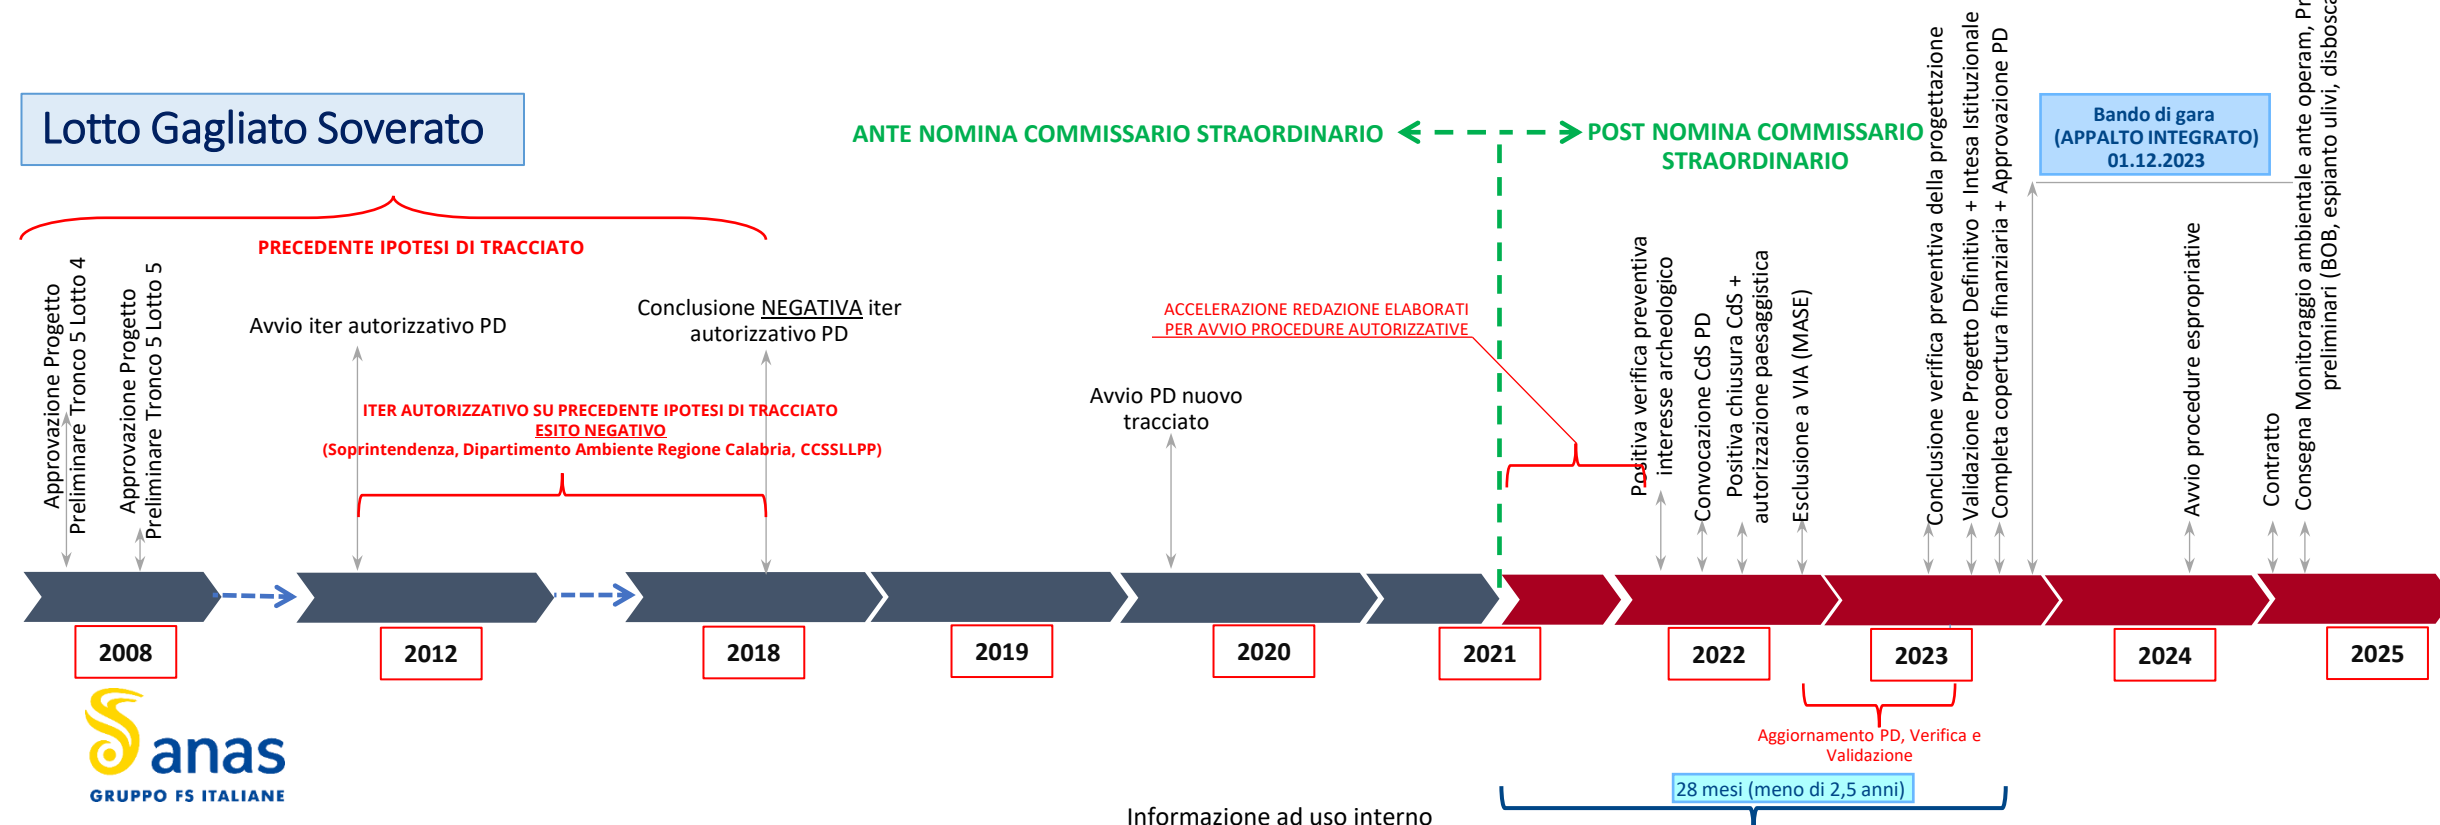 Lotto Gagliato Soverato
ANTE NOMINA COMMISSARIO STRAORDINARIO
POST NOMINA COMMISSARIO
STRAORDINARIO
Bando di gara
(APPALTO INTEGRATO)
01.12.2023
PRECEDENTE IPOTESI DI TRACCIATO
Approvazione Progetto
Preliminare Tronco 5 Lotto 4
Approvazione Progetto
Preliminare Tronco 5 Lotto 5
Avvio iter autorizzativo PD
Conclusione NEGATIVA iter
autorizzativo PD
ITER AUTORIZZATIVO SU PRECEDENTE IPOTESI DI TRACCIATO
ESITO NEGATIVO
(Soprintendenza, Dipartimento Ambiente Regione Calabria, CCSSLLPP)
Avvio PD nuovo
tracciato
ACCELERAZIONE REDAZIONE ELABORATI
PER AVVIO PROCEDURE AUTORIZZATIVE
Positiva verifica preventiva
interesse archeologico
Convocazione CdS PD
Positiva chiusura CdS +
autorizzazione paesaggistica
Esclusione a VIA (MASE)
Conclusione verifica preventiva della progettazione
Validazione Progetto Definitivo + Intesa Istituzionale
Completa copertura finanziaria + Approvazione PD
Avvio procedure espropriative
Contratto
Consegna Monitoraggio ambientale ante operam,
preliminari (BOB, espianto ulivi,
2008
2012
2018
2019
2020
2021
2022
2023
2024
2025
Aggiornamento PD, Verifica e
Validazione
28 mesi (meno di 2,5 anni)
anas
GRUPPO FS ITALIANE
Informazione ad uso interno